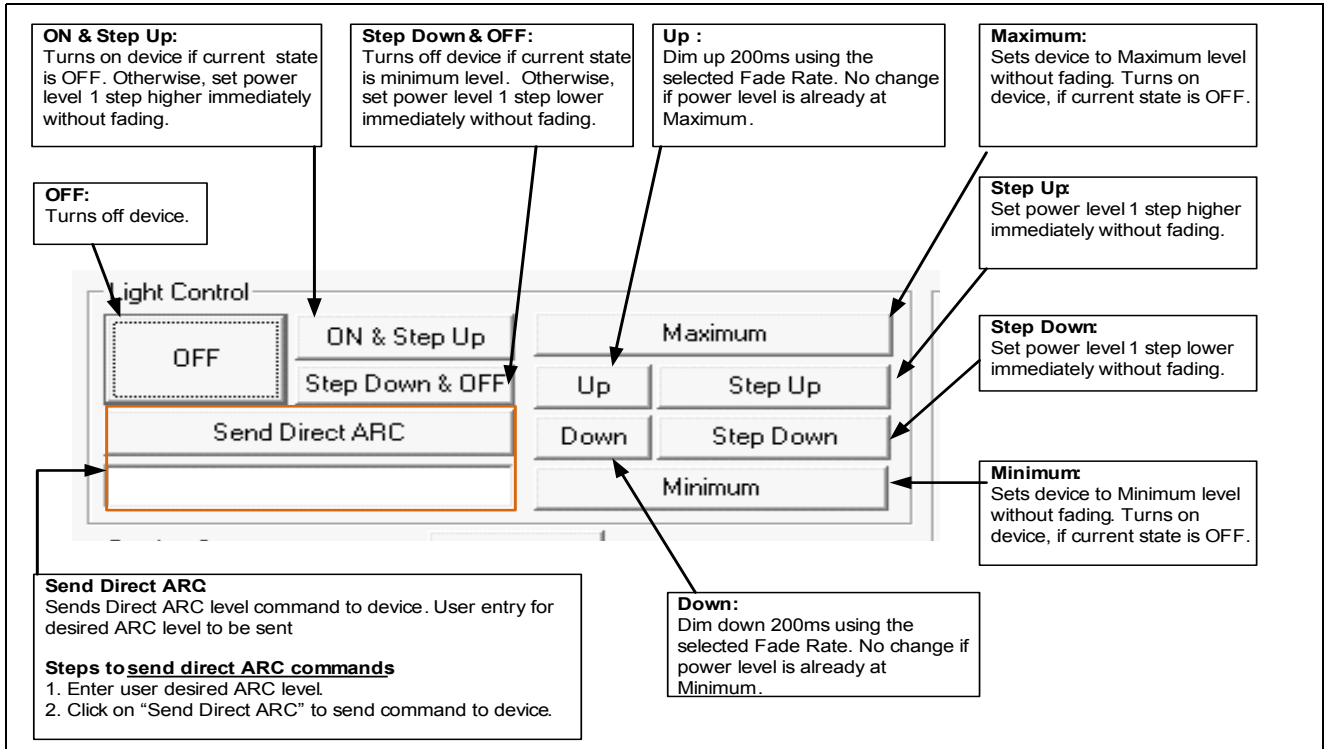 ON & Step Up:
Turns on device if current state
is OFF. Otherwise, set power
level 1 step higher immediately
without fading.
Step Down & OFF:
Turns off device if current state
is minimum level. Otherwise,
set power level 1 step lower
immediately without fading.
Up :
Dim up 200ms using the
selected Fade Rate. No change
if power level is already at
Maximum.
Maximum:
Sets device to Maximum level
without fading. Turns on
device, if current state is OFF.
OFF:
Turns off device.
Step Up:
Set power level 1 step higher
immediately without fading.
Light Control
OFF
ON & Step Up
Step Down & OFF
Maximum
Up
Step Up
Send Direct ARC
Down
Step Down
Minimum
Step Down:
Set power level 1 step lower
immediately without fading.
Minimum:
Sets device to Minimum level
without fading. Turns on
device, if current state is OFF.
Send Direct ARC
Sends Direct ARC level command to device. User entry for
desired ARC level to be sent
Steps to send direct ARC commands
1. Enter user desired ARC level.
2. Click on “Send Direct ARC” to send command to device.
Down:
Dim down 200ms using the
selected Fade Rate. No change if
power level is already at
Minimum.